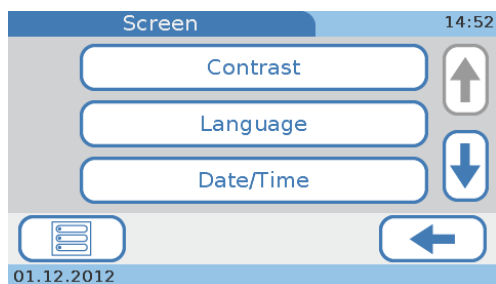 Screen 14:52
Contrast
Language
Date/Time
01.12.2012